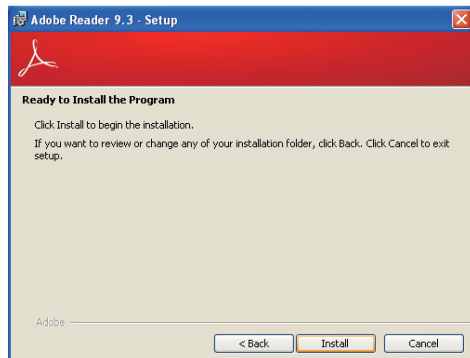 Adobe Reader 9.3 - Setup
Ready to Install the Program
Click Install to begin the installation.
If you want to review or change any of your installation folder, click Back. Click Cancel to exit
setup.
Adobe
< Back Install Cancel